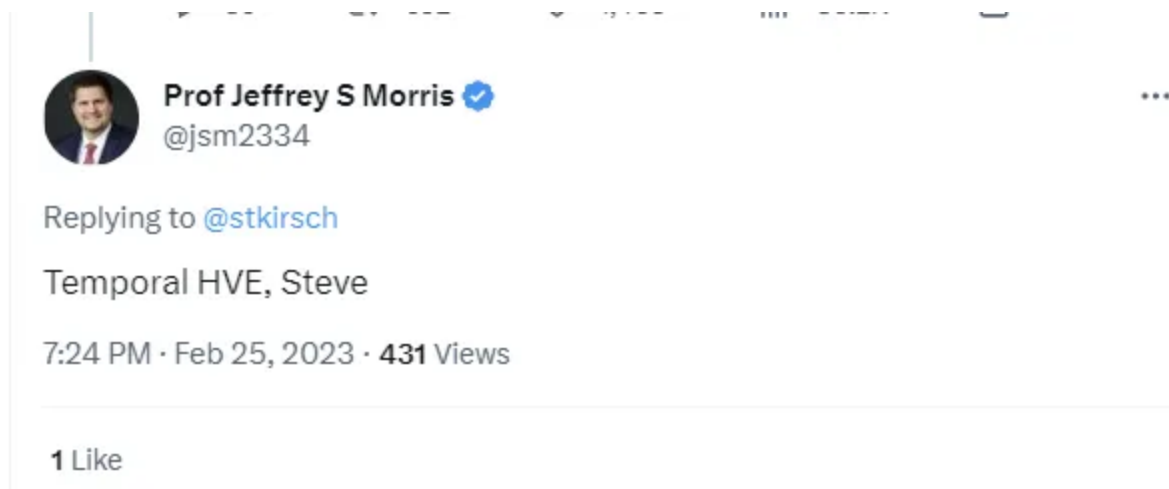 Prof Jeffrey S Morris
@jsm2334
Replying to @stkirsch
Temporal HVE, Steve
7:24 PM · Feb 25, 2023 · 431 Views
1 Like